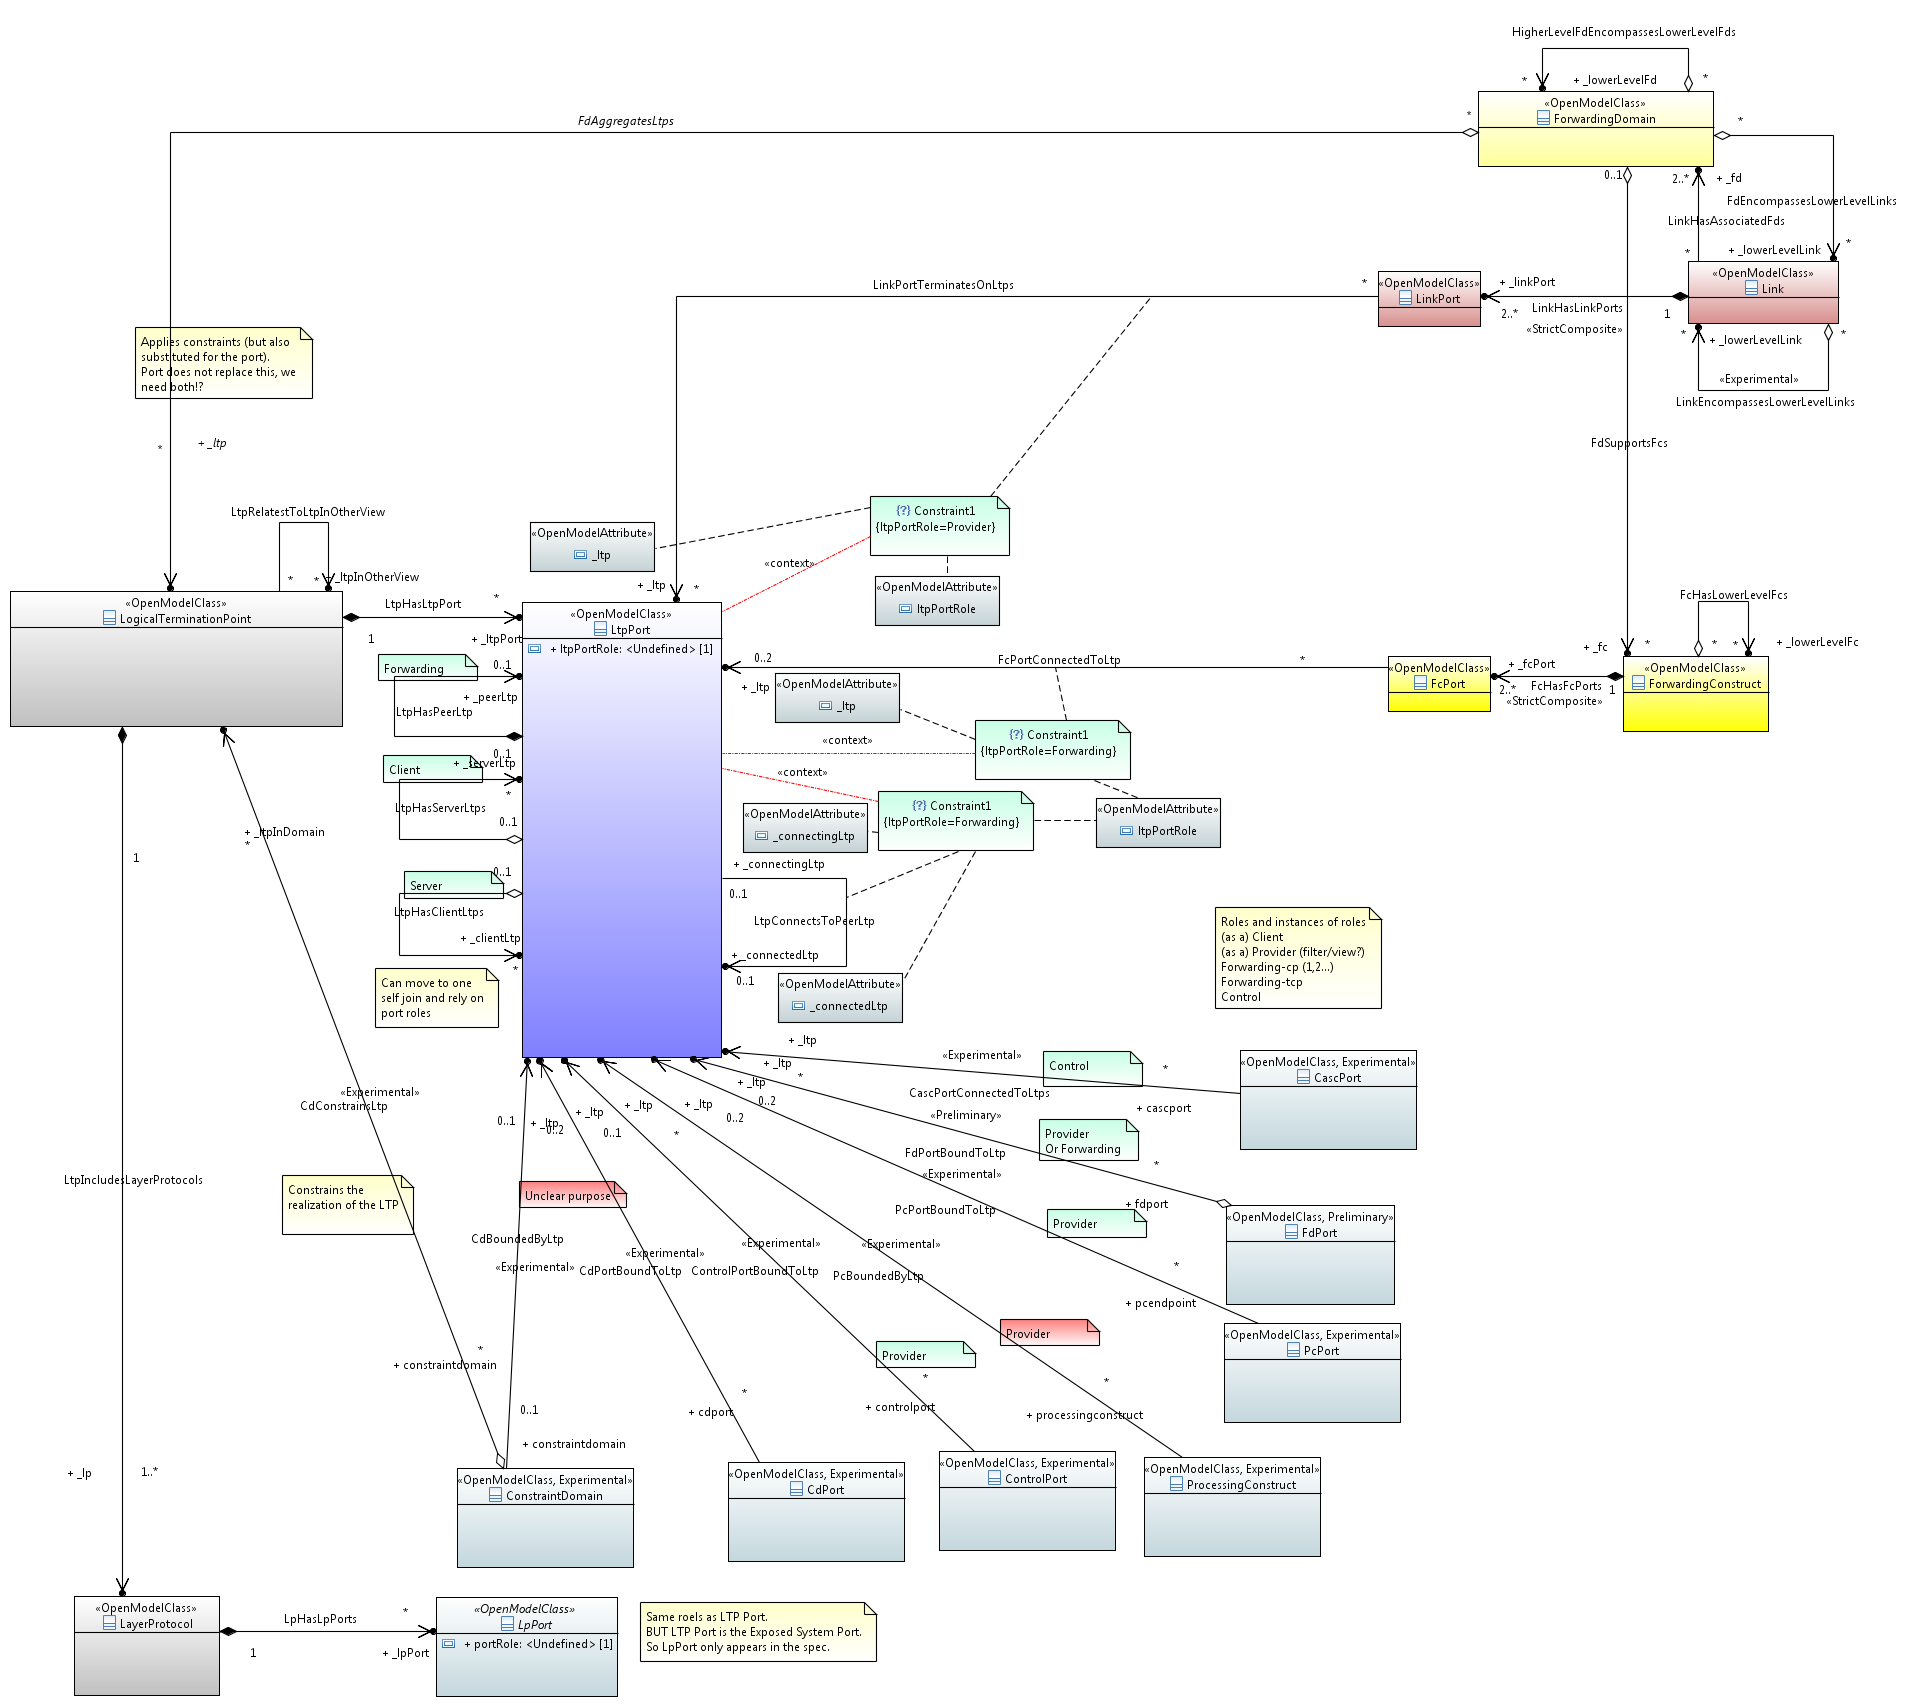 HigherLevelFdEncompassesLowerLevelFds
*
+ _lowerLevelFd
*
«OpenModelClass»
ForwardingDomain
*
*
FdAggregatesLtps
0..1
2..*
+ _fd
FdEncompassesLowerLevelLinks
LinkHasAssociatedFds
*
+ _lowerLevelLink
*
«OpenModelClass»
Link
LinkPortTerminatesOnLtps
*
«OpenModelClass»
LinkPort
+ _linkPort
2..*
LinkHasLinkPorts
«StrictComposite»
1
*
+ _lowerLevelLink
*
«Experimental»
LinkEncompassesLowerLevelLinks
Applies constraints (but also
substituted for the port).
Port does not replace this, we
need both!?
*
+ _ltp
FdSupportsFcs
LtpRelatestToLtpInOtherView
*
*
+ _ltpInOtherView
«OpenModelAttribute»
_ltp
{?} Constraint1
{ltpPortRole=Provider}
«context»
«OpenModelAttribute»
ltpPortRole
+ _ltp
*
«OpenModelClass»
LogicalTerminationPoint
LtpHasLtpPort
*
1
+ _ltpPort
«OpenModelClass»
LtpPort
+ ltpPortRole: <Undefined> [1]
FcHasLowerLevelFcs
+ _fc
*
*
*
+ _lowerLevelFc
«OpenModelClass»
ForwardingConstruct
+ _fcPort
FcHasFcPorts
2..*
1
«StrictComposite»
«OpenModelClass»
FcPort
*
FcPortConnectedToLtp
0..2
+ _ltp
Forwarding
0..1
+ _peerLtp
LtpHasPeerLtp
0..1
«OpenModelAttribute»
_ltp
{?} Constraint1
{ltpPortRole=Forwarding}
«context»
«context»
Client
+ _serverLtp
*
LtpHasServerLtps
0..1
{?} Constraint1
{ltpPortRole=Forwarding}
«OpenModelAttribute»
_connectingLtp
«OpenModelAttribute»
ltpPortRole
+ _ltpInDomain
*
1
0..1
Server
LtpHasClientLtps
+ _clientLtp
*
+ _connectingLtp
0..1
LtpConnectsToPeerLtp
+ _connectedLtp
0..1
«OpenModelAttribute»
_connectedLtp
Can move to one
self join and rely on
port roles
Roles and instances of roles
(as a) Client
(as a) Provider (filter/view?)
Forwarding-cp (1,2...)
Forwarding-tcp
Control
+ _ltp
*
«Experimental»
Control
*
CascPortConnectedToLtps
+ cascport
«OpenModelClass, Experimental»
CascPort
+ _ltp
0..2
«Preliminary»
Provider
Or Forwarding
FdPortBoundToLtp
*
+ fdport
«OpenModelClass, Preliminary»
FdPort
+ _ltp
0..2
«Experimental»
PcPortBoundToLtp
Provider
*
+ pcendpoint
«OpenModelClass, Experimental»
PcPort
«Experimental»
CdConstrainsLtp
0..1
+ _ltp
0..2
+ _ltp
0..1
+ _ltp
*
+ _ltp
LtpIncludesLayerProtocols
Constrains the
realization of the LTP
Unclear purpose
CdBoundedByLtp
«Experimental»
«Experimental»
CdPortBoundToLtp
«Experimental»
ControlPortBoundToLtp
«Experimental»
PcBoundedByLtp
Provider
Provider
*
+ constraintdomain
0..1
+ constraintdomain
*
+ cdport
*
+ controlport
*
+ processingconstruct
«OpenModelClass, Experimental»
ConstraintDomain
«OpenModelClass, Experimental»
CdPort
«OpenModelClass, Experimental»
ControlPort
«OpenModelClass, Experimental»
ProcessingConstruct
+ _lp
1..*
«OpenModelClass»
LayerProtocol
LpHasLpPorts
*
1
+ _lpPort
«OpenModelClass»
LpPort
+ portRole: <Undefined> [1]
Same roels as LTP Port.
BUT LTP Port is the Exposed System Port.
So LpPort only appears in the spec.